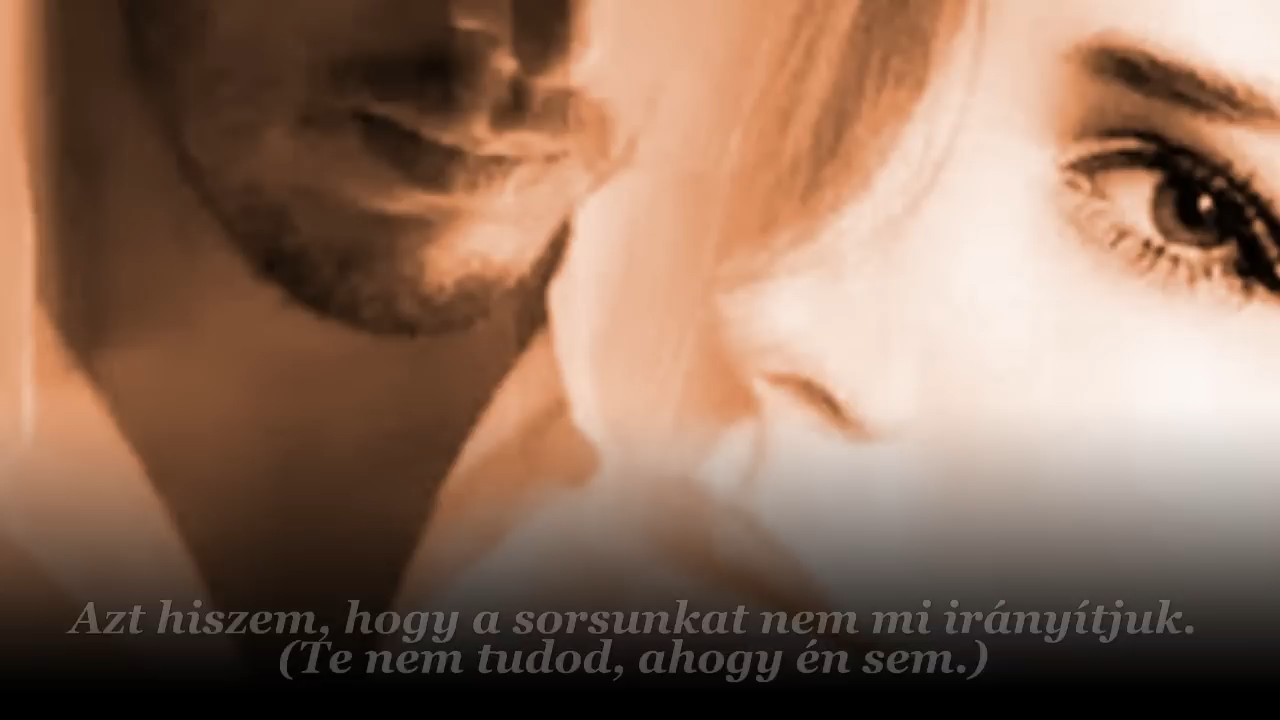 Azt hiszem, hogy a sorsunkat nem mi irányítjuk.
(Te nem tudod, ahogy én sem.)